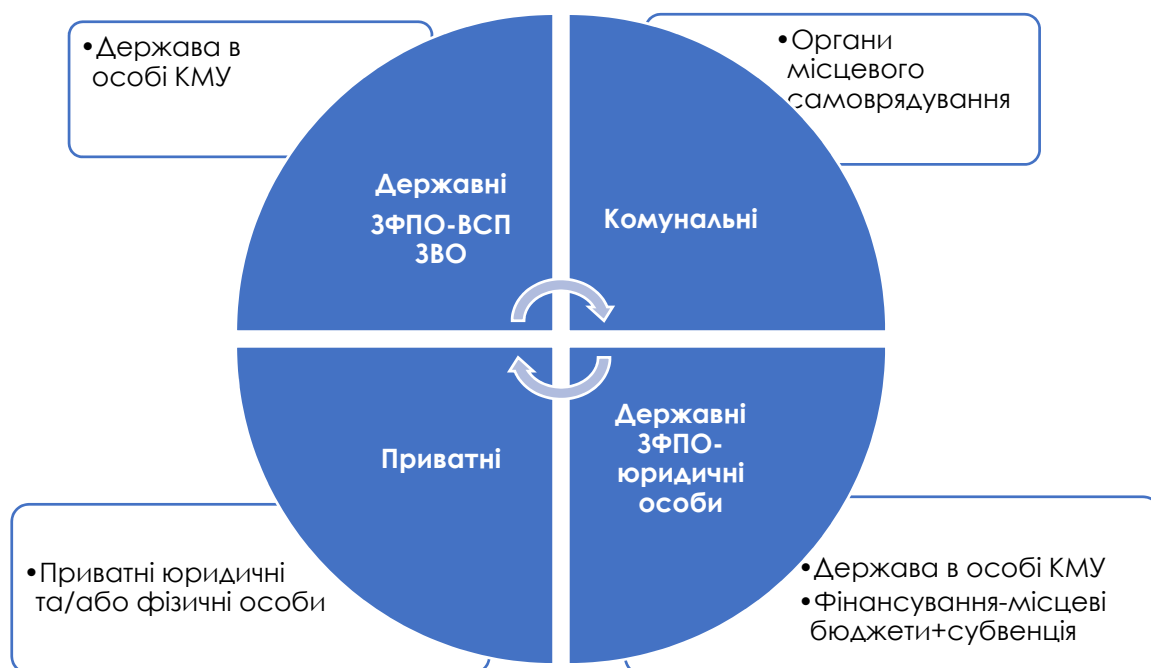 •Держава в
особі КМУ
•Органи
місцевого
самоврядування
Державні
ЗФПО-ВСП
ЗВО
Комунальні
Приватні
Державні
ЗФПО-
юридичні
особи
•Приватні юридичні
та/або фізичні особи
•Держава в особі КМУ
•Фінансування-місцеві
бюджети+субвенція